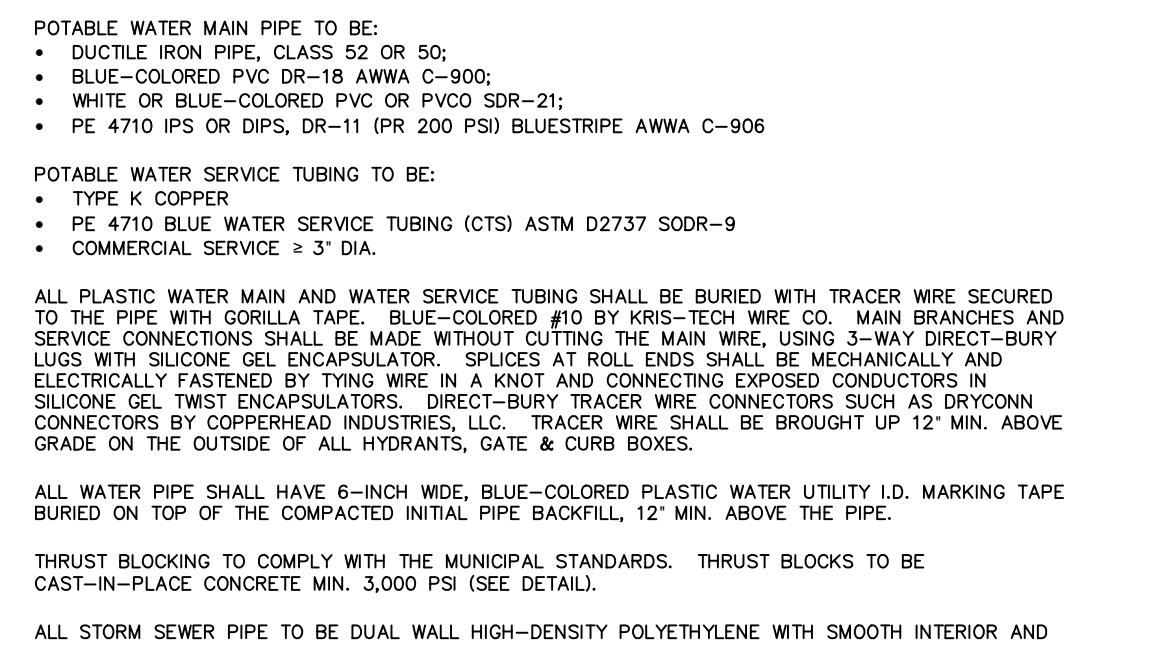 POTABLE WATER MAIN PIPE TO BE:
• DUCTILE IRON PIPE, CLASS 52 OR 50;
• BLUE-COLORED PVC DR-18 AWWA C-900;
• WHITE OR BLUE-COLORED PVC OR PVCO SDR-21;
• PE 4710 IPS OR DIPS, DR-11 (PR 200 PSI) BLUESTRIPE AWWA C-906
POTABLE WATER SERVICE TUBING TO BE:
• TYPE K COPPER
• PE 4710 BLUE WATER SERVICE TUBING (CTS) ASTM D2737 SODR-9
• COMMERCIAL SERVICE ≥ 3" DIA.
ALL PLASTIC WATER MAIN AND WATER SERVICE TUBING SHALL BE BURIED WITH TRACER WIRE SECURED
TO THE PIPE WITH GORILLA TAPE. BLUE-COLORED #10 BY KRIS-TECH WIRE CO. MAIN BRANCHES AND
SERVICE CONNECTIONS SHALL BE MADE WITHOUT CUTTING THE MAIN WIRE, USING 3-WAY DIRECT-BURY
LUGS WITH SILICONE GEL ENCAPSULATOR. SPLICES AT ROLL ENDS SHALL BE MECHANICALLY AND
ELECTRICALLY FASTENED BY TYING WIRE IN A KNOT AND CONNECTING EXPOSED CONDUCTORS IN
SILICONE GEL TWIST ENCAPSULATORS. DIRECT-BURY TRACER WIRE CONNECTORS SUCH AS DRYCONN
CONNECTORS BY COPPERHEAD INDUSTRIES, LLC. TRACER WIRE SHALL BE BROUGHT UP 12" MIN. ABOVE
GRADE ON THE OUTSIDE OF ALL HYDRANTS, GATE & CURB BOXES.
ALL WATER PIPE SHALL HAVE 6-INCH WIDE, BLUE-COLORED PLASTIC WATER UTILITY I.D. MARKING TAPE
BURIED ON TOP OF THE COMPACTED INITIAL PIPE BACKFILL, 12" MIN. ABOVE THE PIPE.
THRUST BLOCKING TO COMPLY WITH THE MUNICIPAL STANDARDS. THRUST BLOCKS TO BE
CAST-IN-PLACE CONCRETE MIN. 3,000 PSI (SEE DETAIL).
ALL STORM SEWER PIPE TO BE DUAL WALL HIGH-DENSITY POLYETHYLENE WITH SMOOTH INTERIOR AND